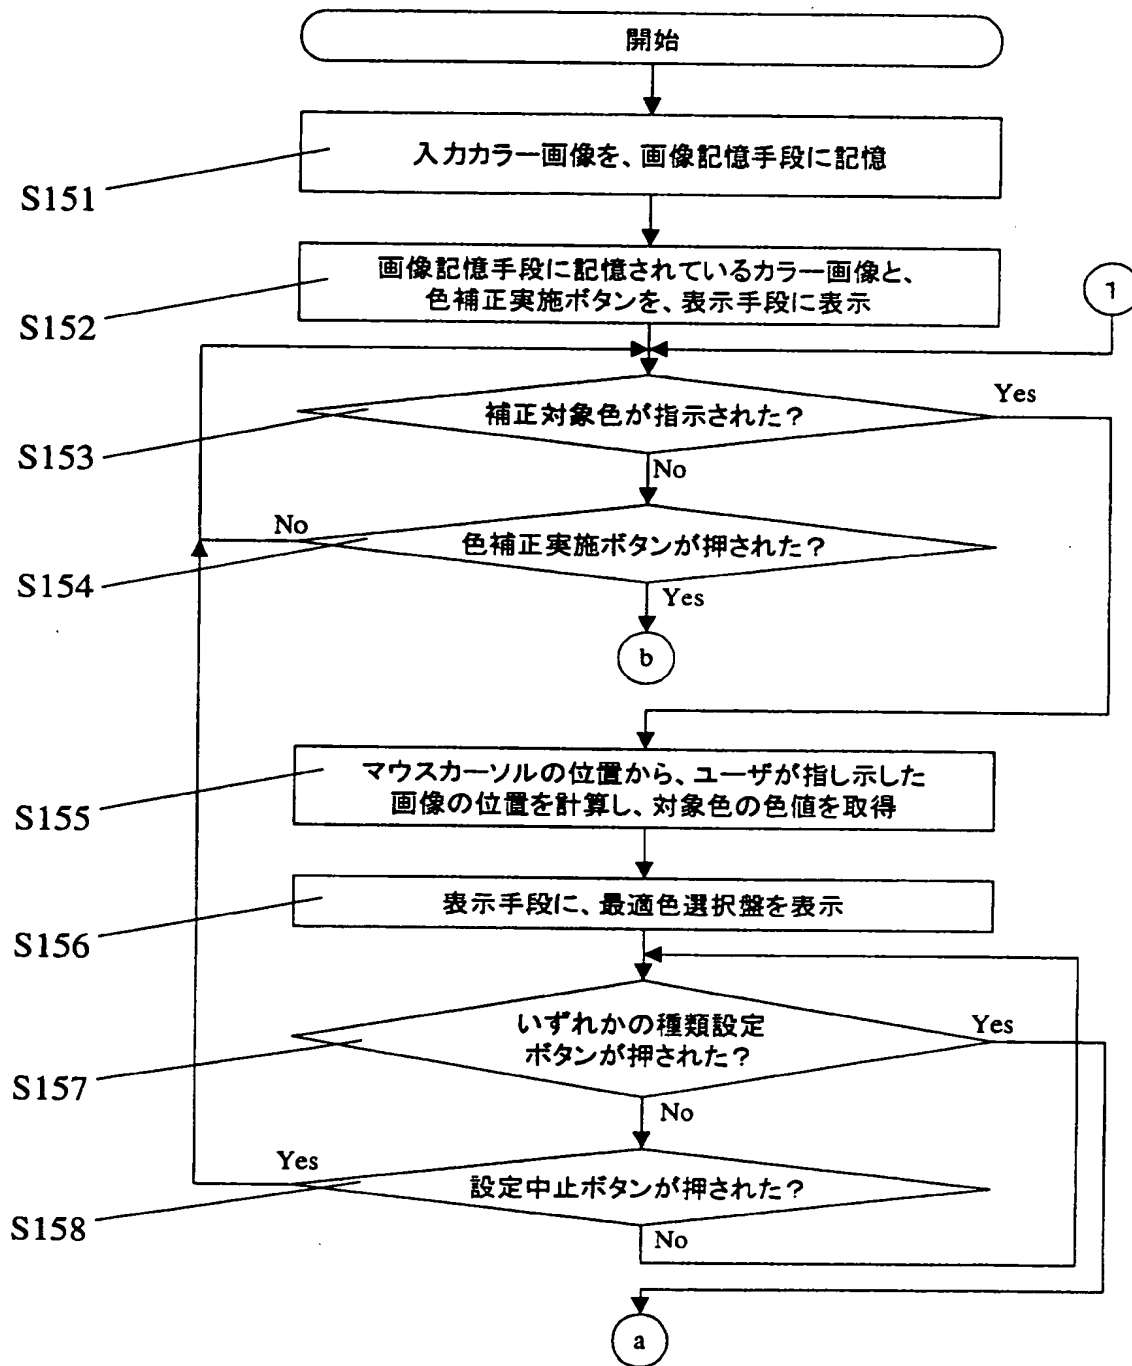 開始
入力カラー画像を、画像記憶手段に記憶
S151
画像記憶手段に記憶されているカラー画像と、
色補正実施ボタンを、表示手段に表示
S152
1
補正対象色が指示された?
Yes
S153
No
No
色補正実施ボタンが押された?
S154
Yes
b
マウスカーソルの位置から、ユーザが指し示した
画像の位置を計算し、対象色の色値を取得
S155
表示手段に、最適色選択盤を表示
S156
いずれかの種類設定
ボタンが押された?
Yes
S157
No
Yes
設定中止ボタンが押された?
S158
No
a